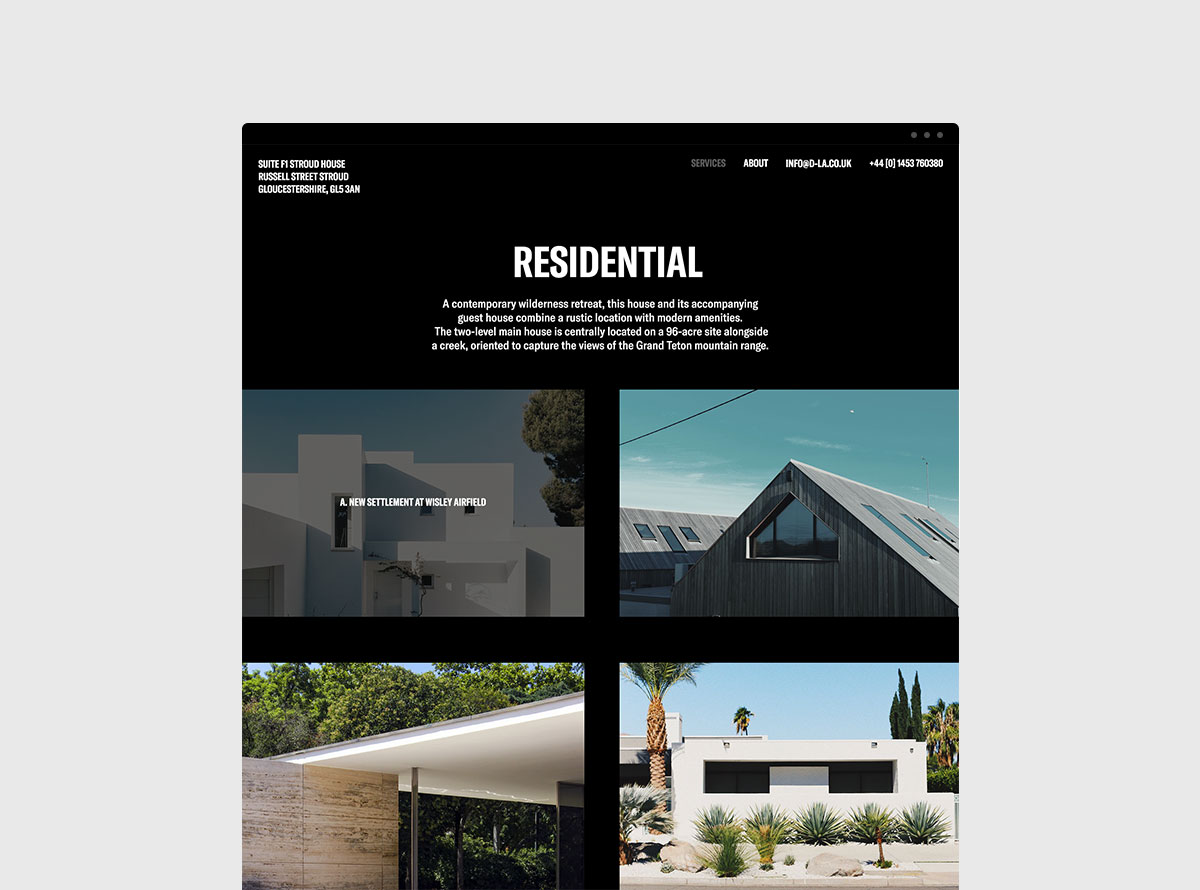 SUITE F1 STROUD HOUSE
RUSSELL STREET STROUD
GLOUCESTERSHIRE, GL5 3AN
SERVICES
ABOUT
INFO@D-LA.CO.UK
+44 [0] 1453 760380
RESIDENTIAL
A contemporary wilderness retreat, this house and its accompanying
guest house combine a rustic location with modern amenities.
The two-level main house is centrally located on a 96-acre site alongside
a creek, oriented to capture the views of the Grand Teton mountain range.
A. NEW SETTLEMENT AT WISLEY AIRFIELD